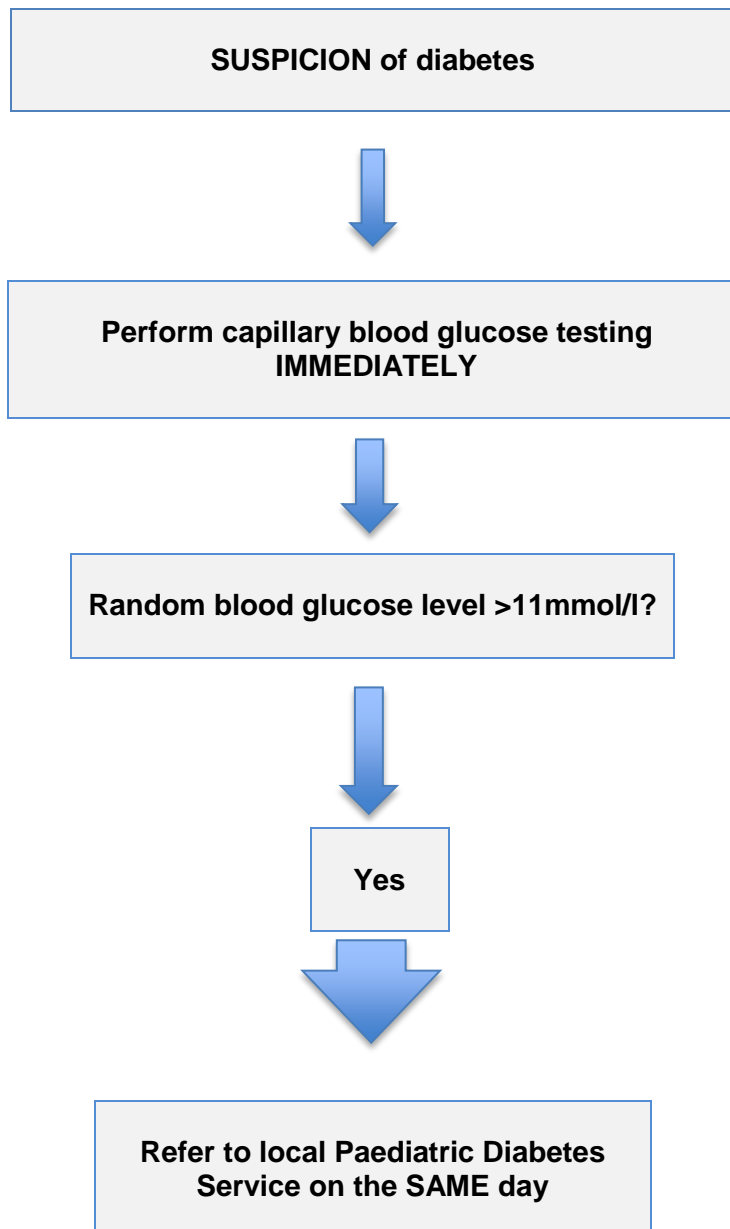 SUSPICION of diabetes
Perform capillary blood glucose testing
IMMEDIATELY
Random blood glucose level >11mmol/l?
Yes
Refer to local Paediatric Diabetes
Service on the SAME day